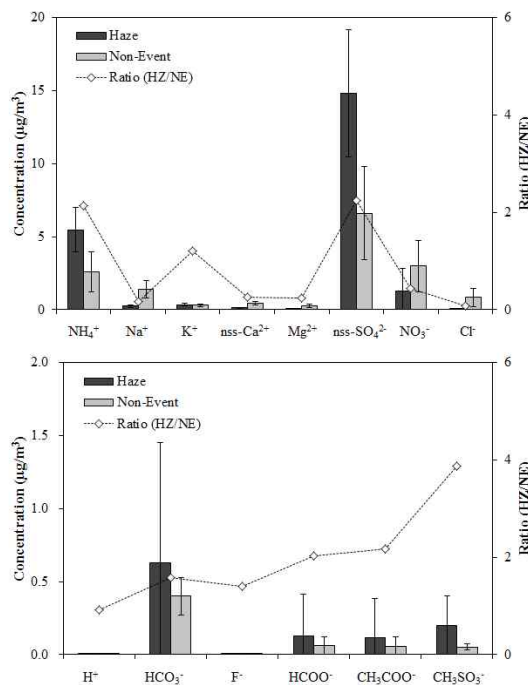 20
15
10
5
0
Concentration (µg/m³)
Haze
Non-Event
Ratio (HZ/NE)
6
4
2
0
Ratio (HZ/NE)
NH₄⁺ Na⁺ K⁺ nss-Ca²⁺ Mg²⁺ nss-SO₄²⁻ NO₃⁻ Cl⁻
2.0
1.5
1.0
0.5
0.0
Concentration (µg/m³)
Haze
Non-Event
Ratio (HZ/NE)
6
4
2
0
Ratio (HZ/NE)
H⁺ HCO₃⁻ F⁻ HCOO⁻ CH₃COO⁻ CH₃SO₃⁻